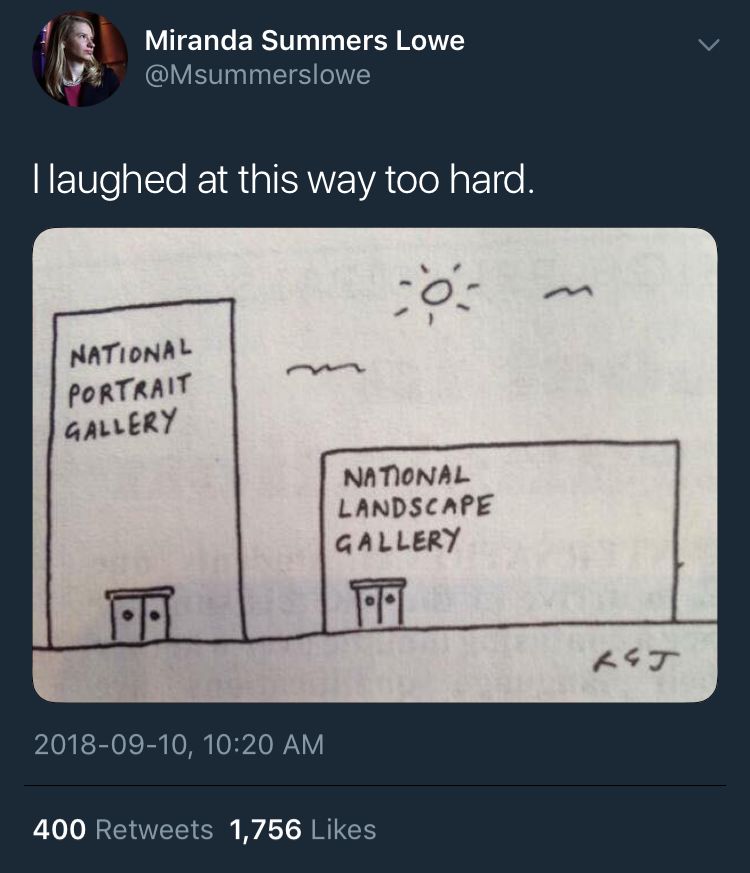 Miranda Summers Lowe
@Msummerslowe
I laughed at this way too hard.
NATIONAL
PORTRAIT
GALLERY
NATIONAL
LANDSCAPE
GALLERY
2018-09-10, 10:20 AM
400 Retweets 1,756 Likes